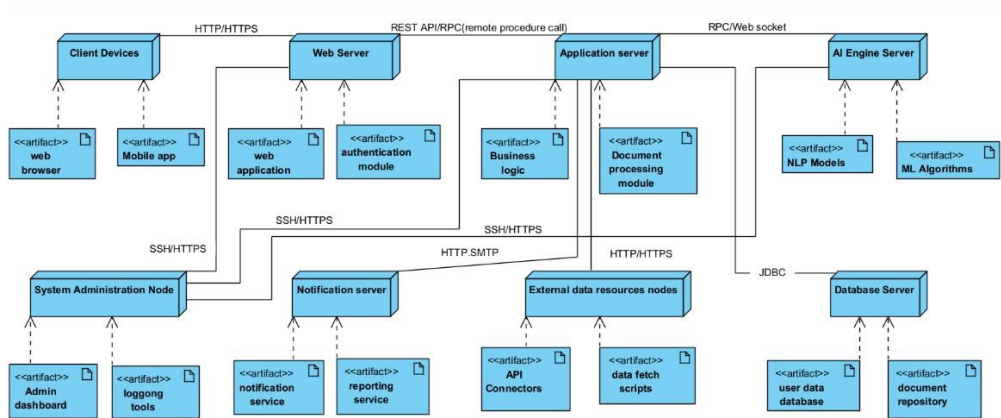 HTTP/HTTPS
REST API/RPC(remote procedure call)
RPC/Web socket
Client Devices
Web Server
Application server
AI Engine Server
<<artifact>>
web
browser
<<artifact>>
Mobile app
<<artifact>>
web
application
<<artifact>>
authentication
module
<<artifact>>
Business
logic
<<artifact>>
Document
processing
module
<<artifact>>
NLP Models
<<artifact>>
ML Algorithms
SSH/HTTPS
SSH/HTTPS
SSH/HTTPS
HTTP.SMTP
HTTP/HTTPS
JDBC
System Administration Node
Notification server
External data resources nodes
Database Server
<<artifact>>
Admin
dashboard
<<artifact>>
loggong
tools
<<artifact>>
notification
service
<<artifact>>
reporting
service
<<artifact>>
API
Connectors
<<artifact>>
data fetch
scripts
<<artifact>>
user data
database
<<artifact>>
document
repository